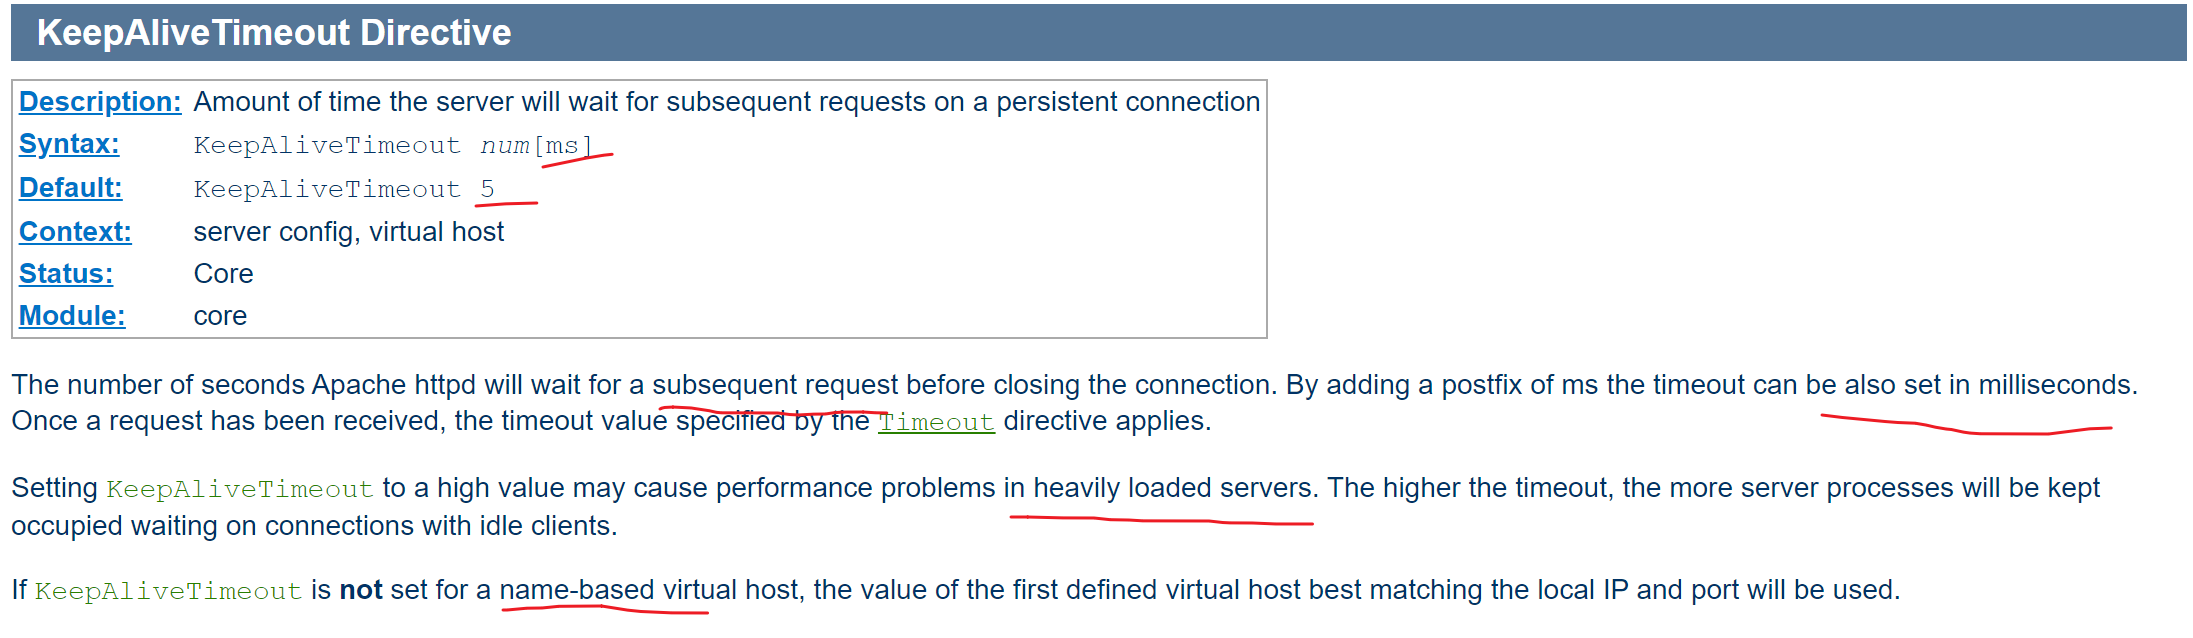 KeepAliveTimeout Directive
Description: Amount of time the server will wait for subsequent requests on a persistent connection
Syntax: KeepAliveTimeout num[ms]
Default: KeepAliveTimeout 5
Context: server config, virtual host
Status: Core
Module: core
The number of seconds Apache httpd will wait for a subsequent request before closing the connection. By adding a postfix of ms the timeout can be also set in milliseconds.
Once a request has been received, the timeout value specified by the Timeout directive applies.
Setting KeepAliveTimeout to a high value may cause performance problems in heavily loaded servers. The higher the timeout, the more server processes will be kept
occupied waiting on connections with idle clients.
If KeepAliveTimeout is not set for a name-based virtual host, the value of the first defined virtual host best matching the local IP and port will be used.